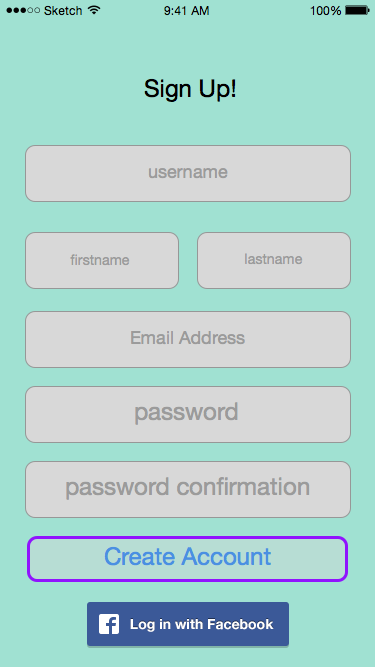 Sketch 9:41 AM 100%
Sign Up!
username
firstname lastname
Email Address
password
password confirmation
Create Account
Log in with Facebook